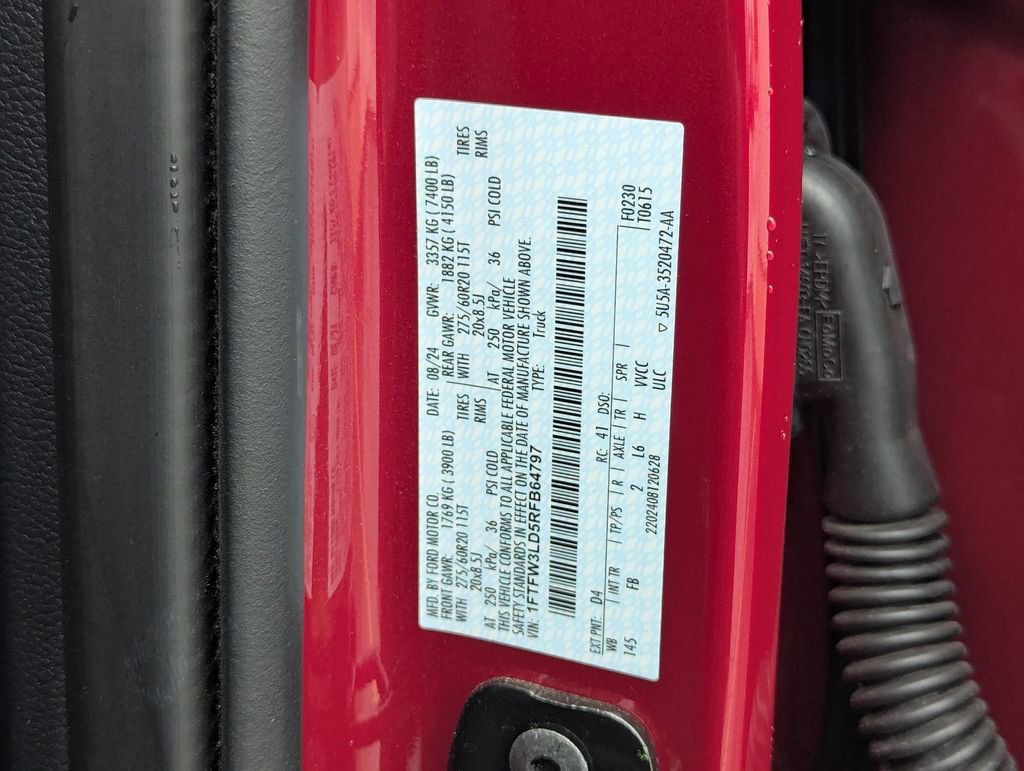 MFD. BY FORD MOTOR CO. DATE: 08/24 GVWR: 3357 KG ( 7400 LB)
FRONT GAWR: 1769 KG ( 3900 LB) REAR GAWR: 1882 KG ( 4150 LB)
WITH 275/60R20 115T TIRES WITH 275/60R20 115T TIRES
20x8.5J RIMS 20x8.5J RIMS
AT 250 kPa/ 36 PSI COLD AT 250 kPa/ 36 PSI COLD
THIS VEHICLE CONFORMS TO ALL APPLICABLE FEDERAL MOTOR VEHICLE
SAFETY STANDARDS IN EFFECT ON THE DATE OF MANUFACTURE SHOWN ABOVE.
VIN: 1FTFW3LD5RFB64797 TYPE: Truck
EXT PNT: D4 RC: 41 DSO: F0230
WB INT TR TP/PS R AXLE TR SPR T0615
145 FB 2 L6 H VVCC
2202408120628 ULC
▽ 5U5A-3520472-AA
FoMoCo